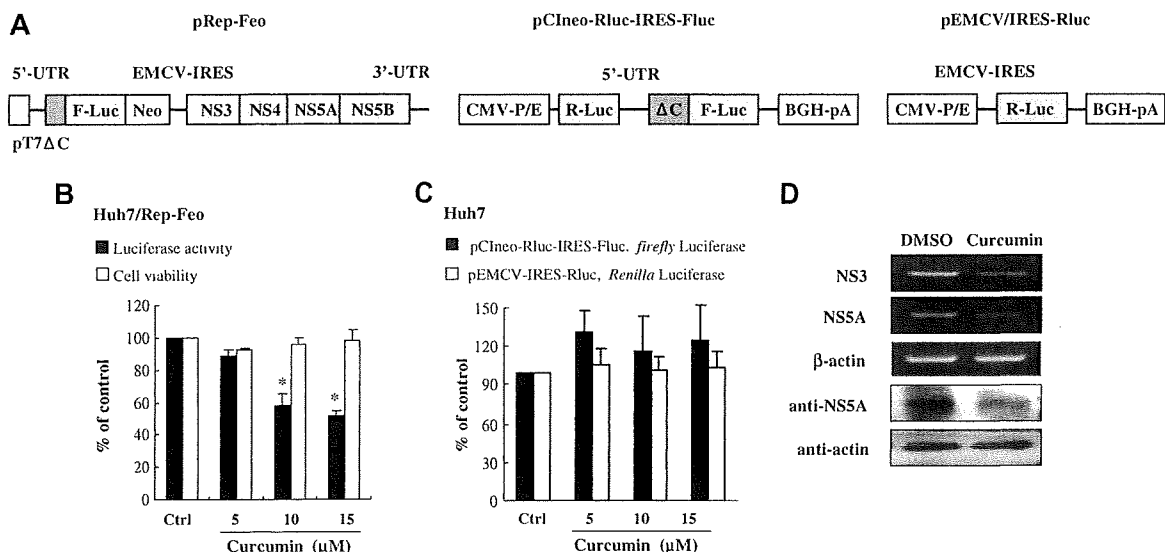 A
pRep-Feo
pCIneo-Rluc-IRES-Fluc
pEMCV/IRES-Rluc
5'-UTR
EMCV-IRES
3'-UTR
5'-UTR
EMCV-IRES
F-Luc
Neo
NS3
NS4
NS5A
NS5B
CMV-P/E
R-Luc
ΔC
F-Luc
BGH-pA
CMV-P/E
R-Luc
BGH-pA
pT7ΔC
B
Huh7/Rep-Feo
Luciferase activity
Cell viability
% of control
120
100
80
60
40
20
0
*
*
Ctrl
5
10
15
Curcumin (μM)
C
Huh7
pCIneo-Rluc-IRES-Fluc. firefly Luciferase
pEMCV-IRES-Rluc, Renilla Luciferase
% of control
150
120
90
60
30
0
Ctrl
5
10
15
Curcumin (μM)
D
DMSO Curcumin
NS3
NS5A
β-actin
anti-NS5A
anti-actin